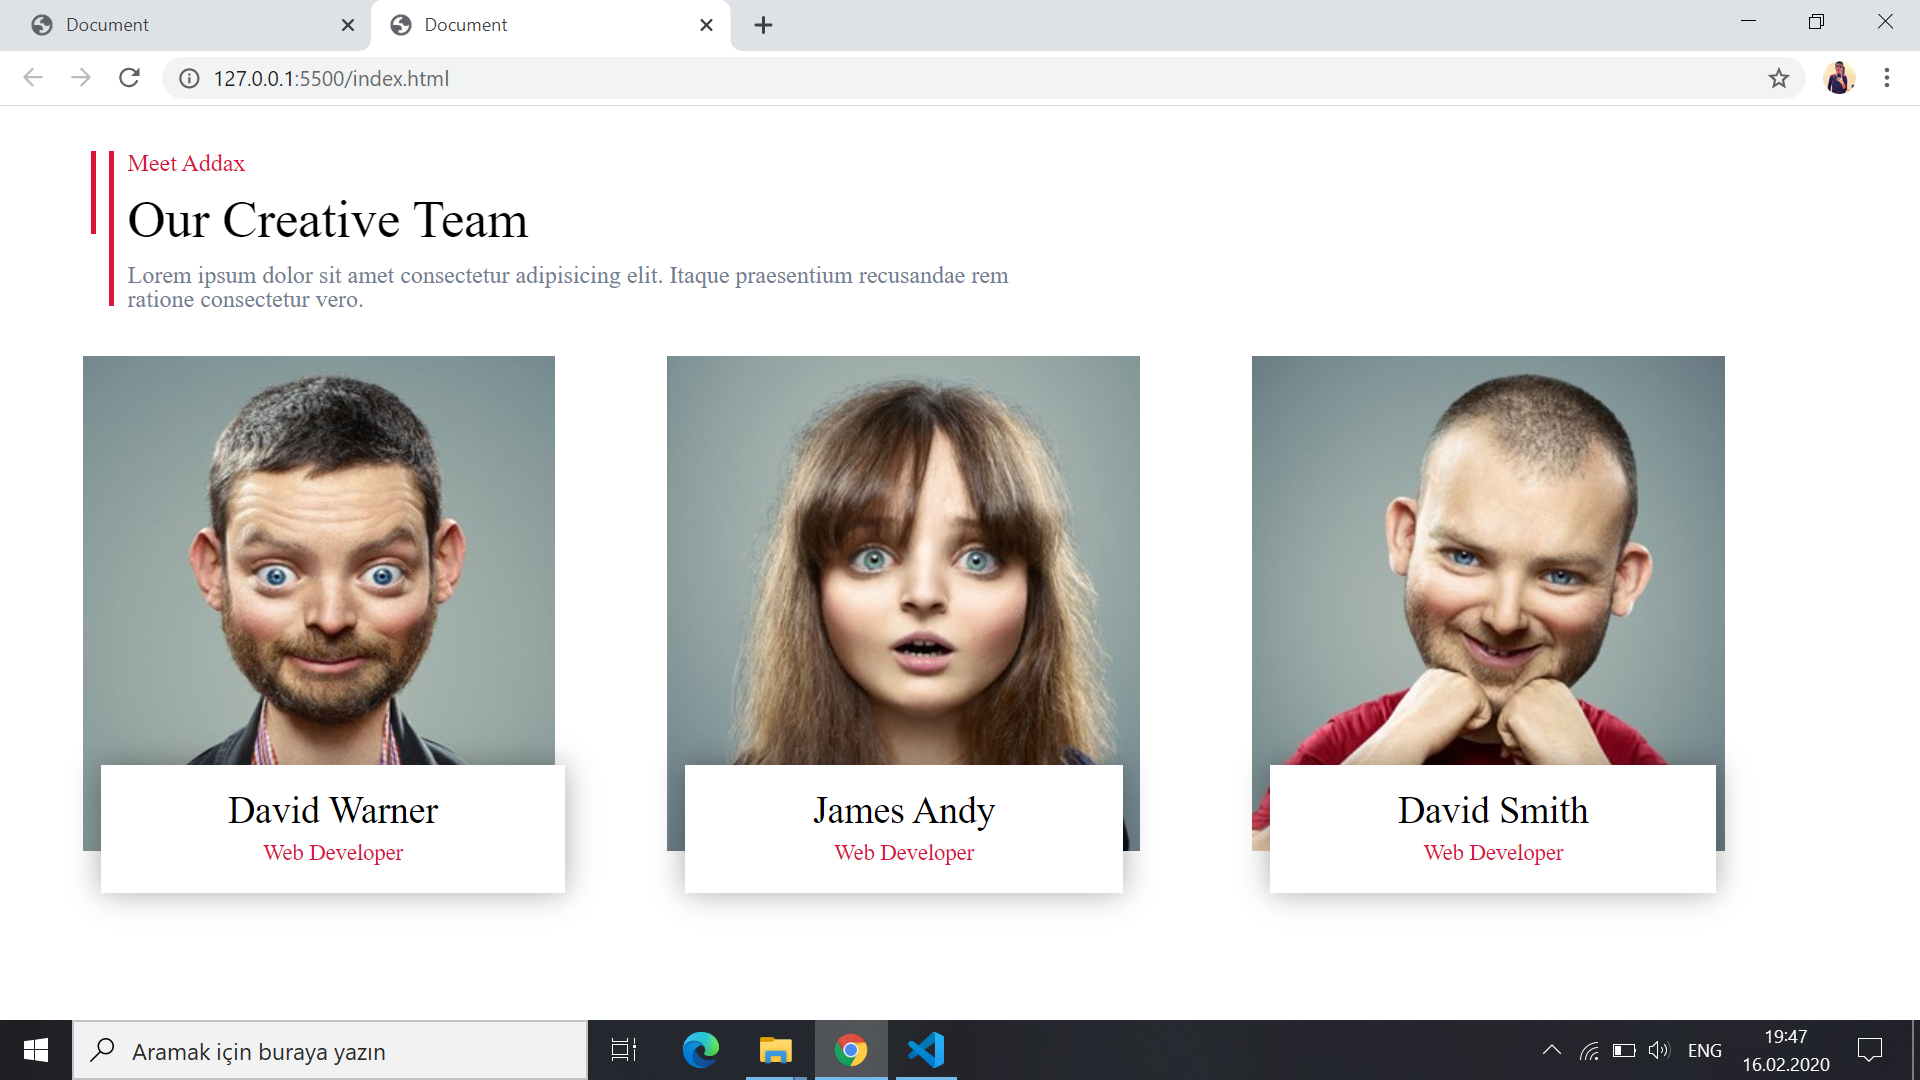 Document
Document
127.0.0.1:5500/index.html
Meet Addax
Our Creative Team
Lorem ipsum dolor sit amet consectetur adipisicing elit. Itaque praesentium recusandae rem
ratione consectetur vero.
David Warner
Web Developer
James Andy
Web Developer
David Smith
Web Developer
Aramak için buraya yazın
ENG
19:47
16.02.2020